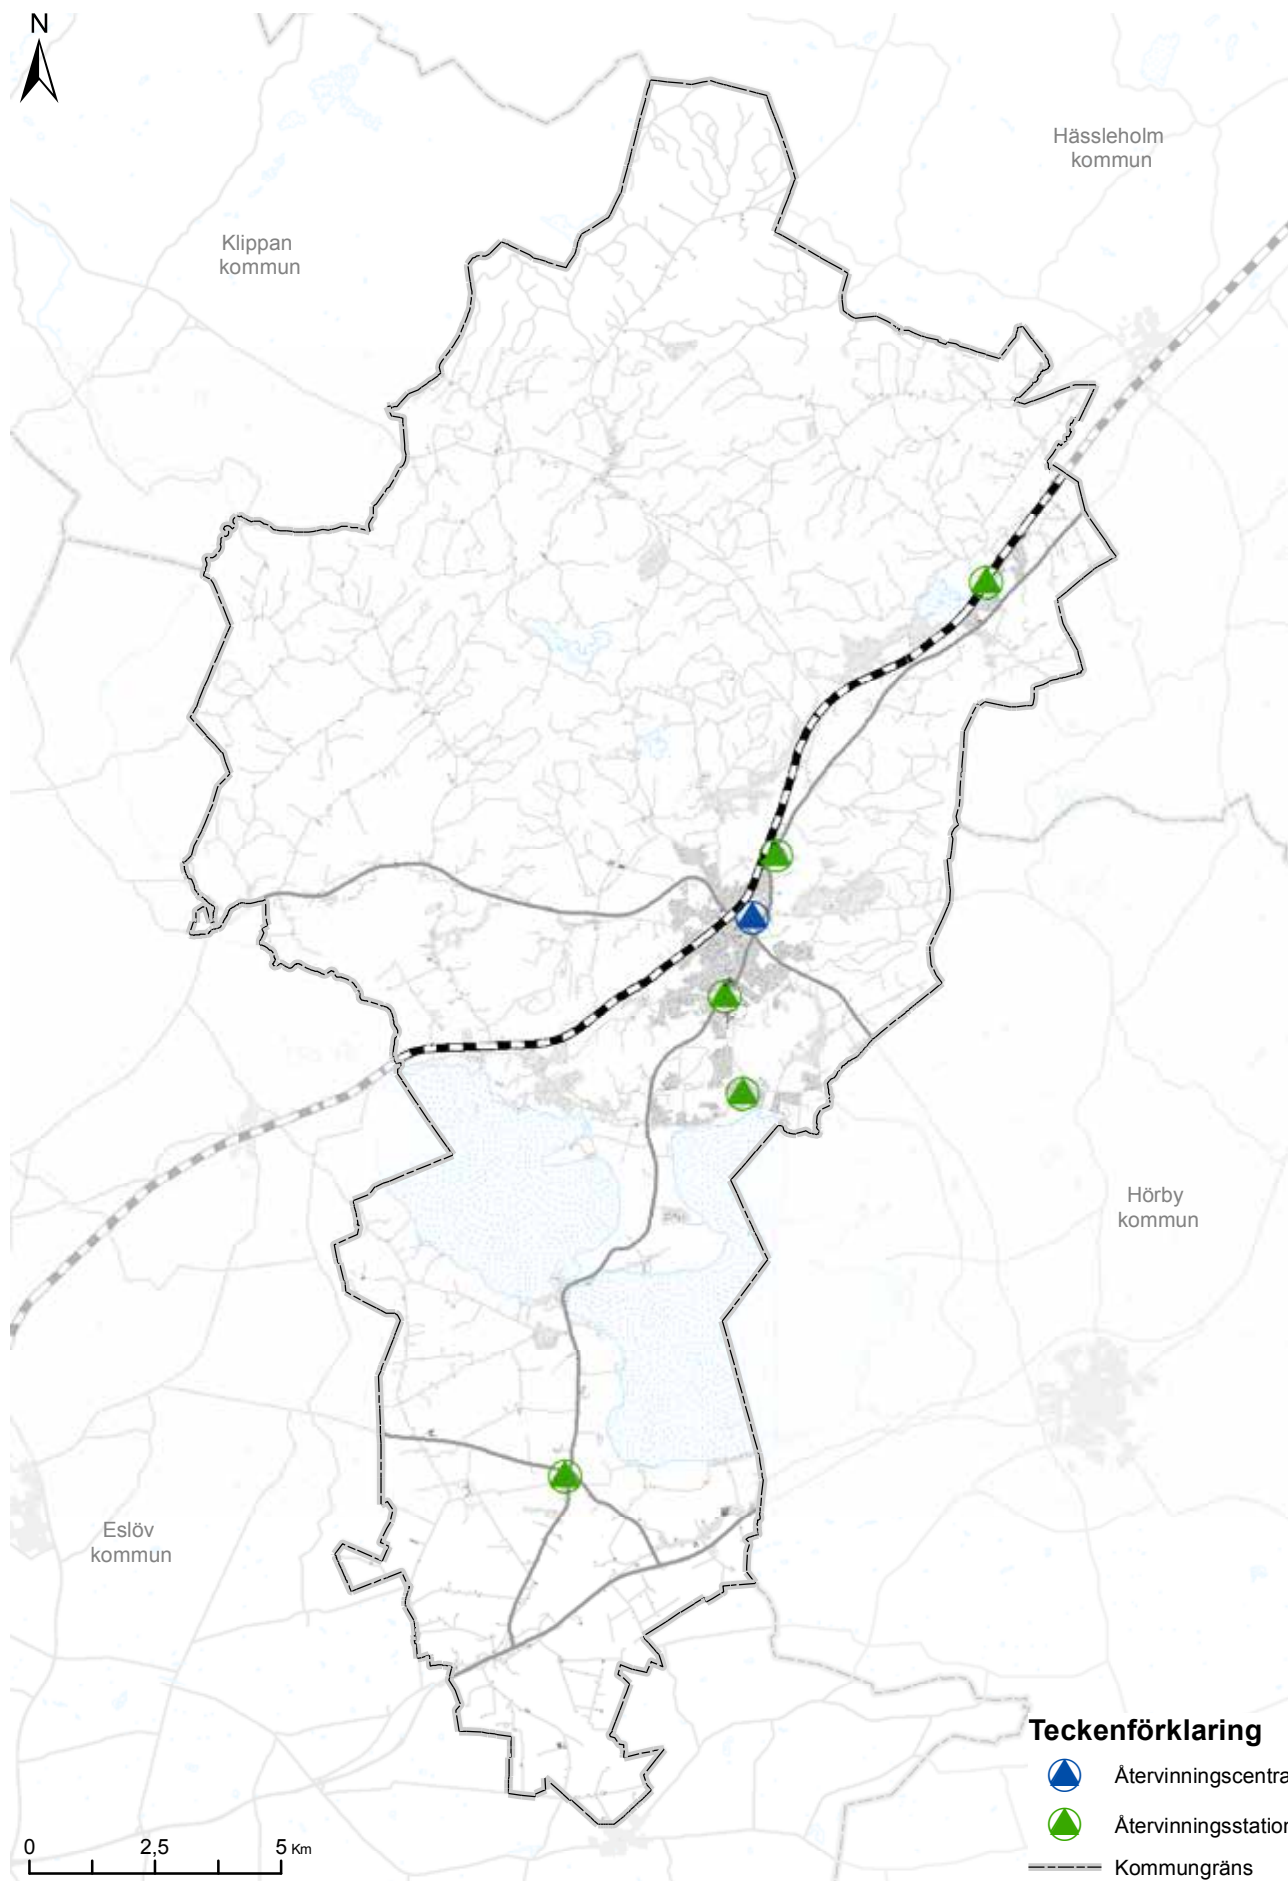 N
Hässleholm
kommun
Klippan
kommun
Hörby
kommun
Eslöv
kommun
Teckenförklaring
Återvinningscentra
Återvinningsstation
Kommungräns
0 2,5 5 Km